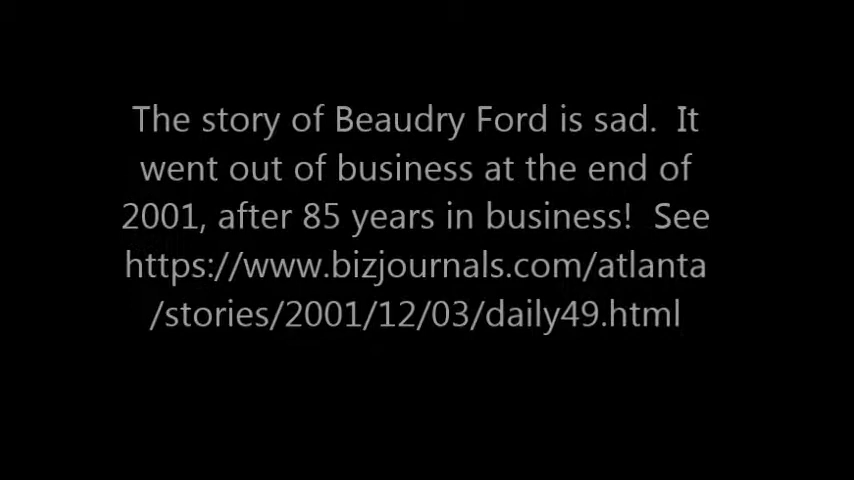 The story of Beaudry Ford is sad.  It
went out of business at the end of
2001, after 85 years in business!  See
https://www.bizjournals.com/atlanta
/stories/2001/12/03/daily49.html